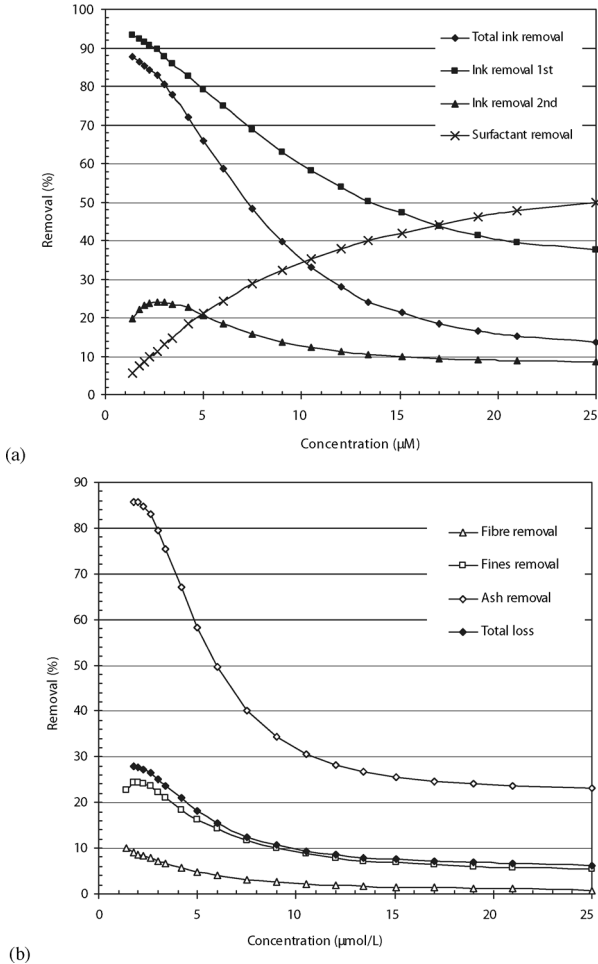 100
90
80
70
60
50
40
30
20
10
0
Removal (%)
Total ink removal
Ink removal 1st
Ink removal 2nd
Surfactant removal
0 5 10 15 20 25
Concentration (µM)
(a)
90
80
70
60
50
40
30
20
10
0
Removal (%)
Fibre removal
Fines removal
Ash removal
Total loss
0 5 10 15 20 25
Concentration (µmol/L)
(b)